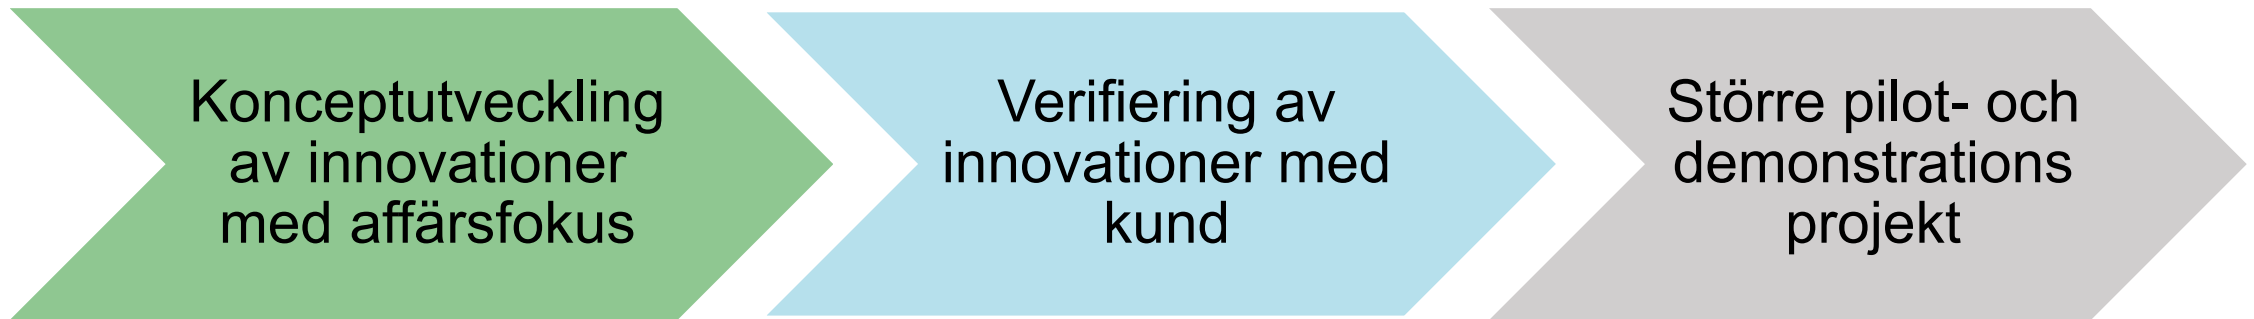 Konceptutveckling
av innovationer
med affärsfokus
Verifiering av
innovationer med
kund
Större pilot- och
demonstrations
projekt